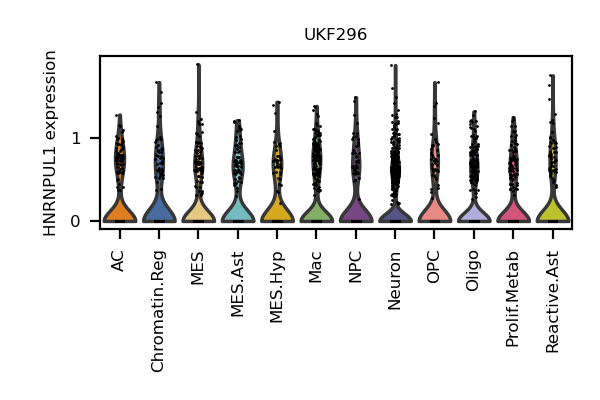 UKF296
HNRNPUL1 expression
1
0
AC
Chromatin.Reg
MES
MES.Ast
MES.Hyp
Mac
NPC
Neuron
OPC
Oligo
Prolif.Metab
Reactive.Ast